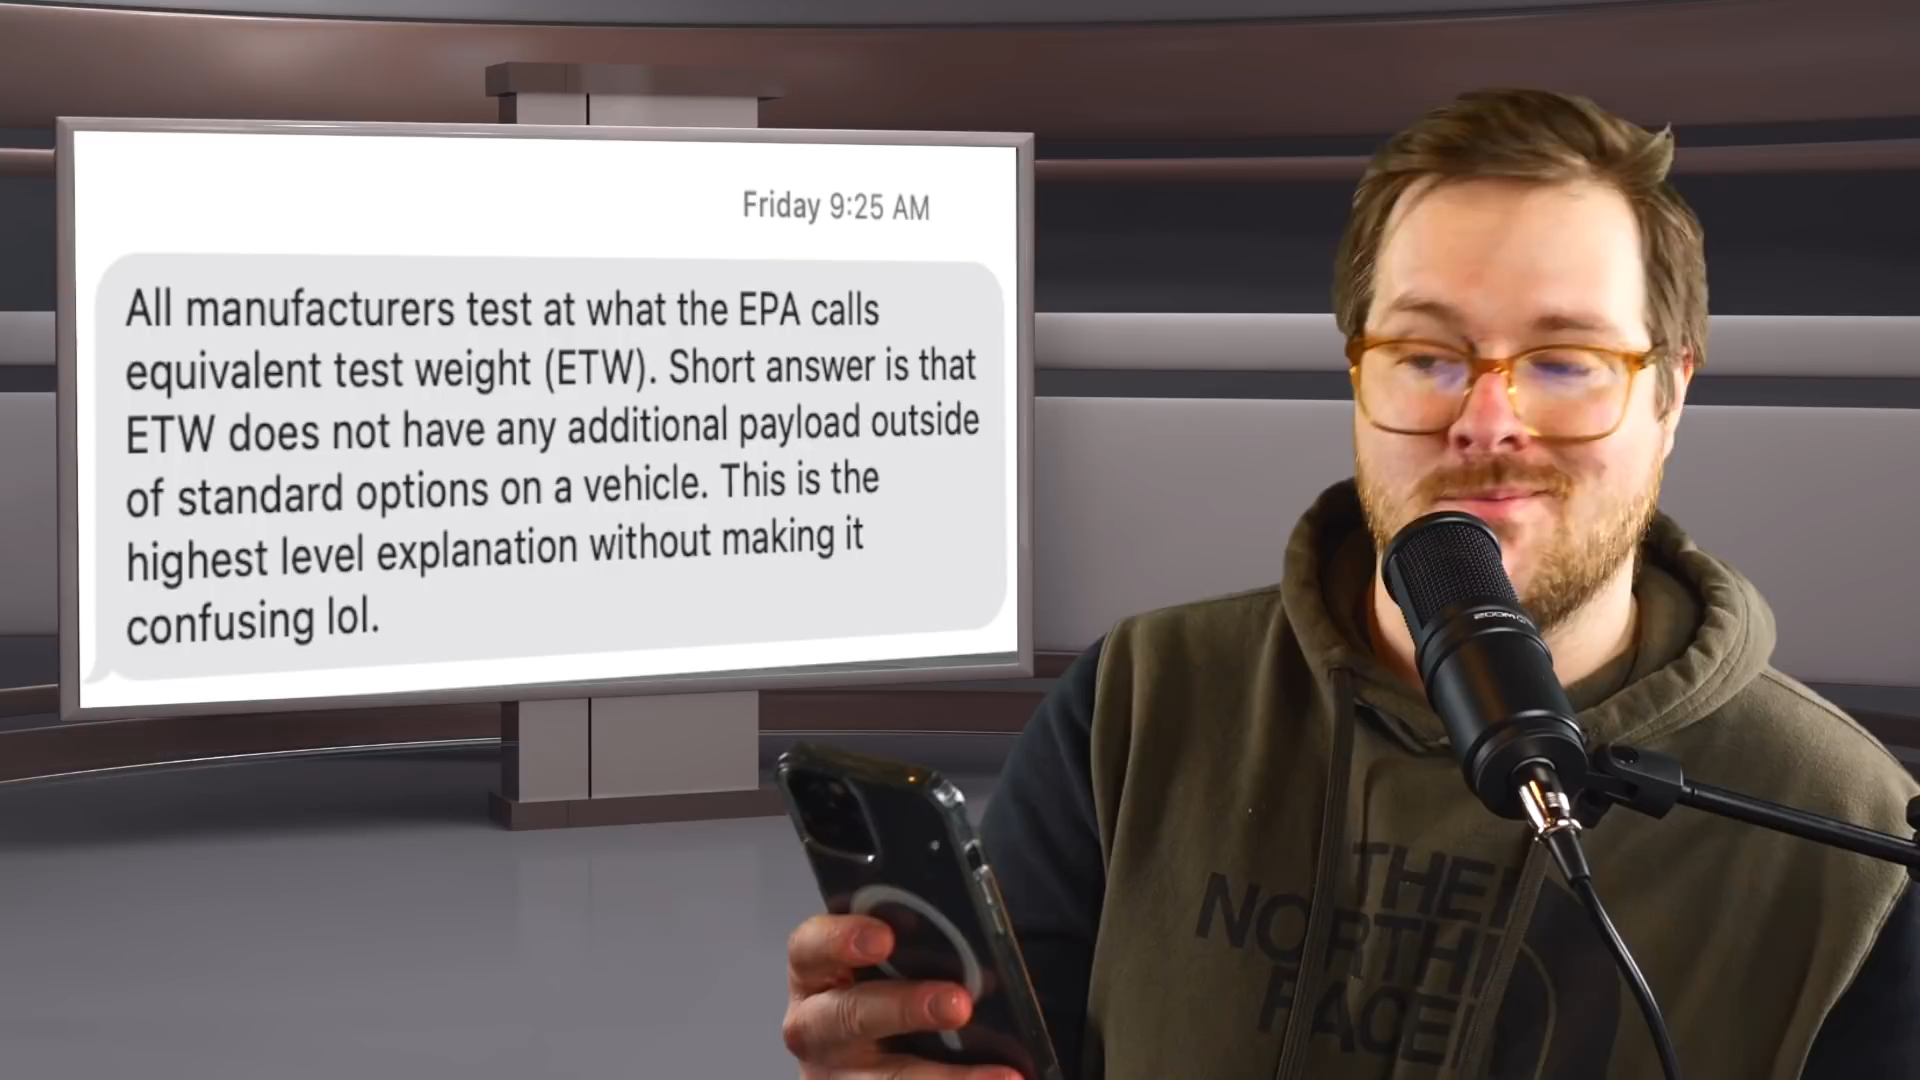 Friday 9:25 AM
All manufacturers test at what the EPA calls
equivalent test weight (ETW). Short answer is that
ETW does not have any additional payload outside
of standard options on a vehicle. This is the
highest level explanation without making it
confusing lol.
THE
NORTH
FACE